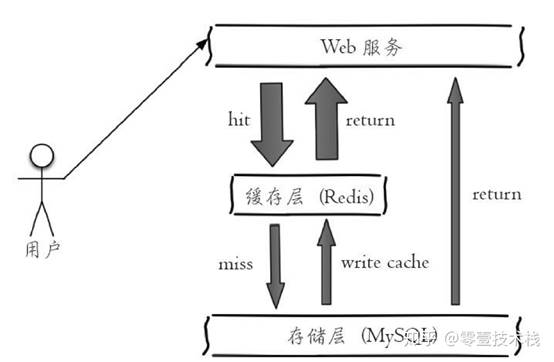 Web 服务
hit
return
缓存层 (Redis)
用户
return
miss
write cache
存储层 (MySQL)
知乎 @零壹技术栈